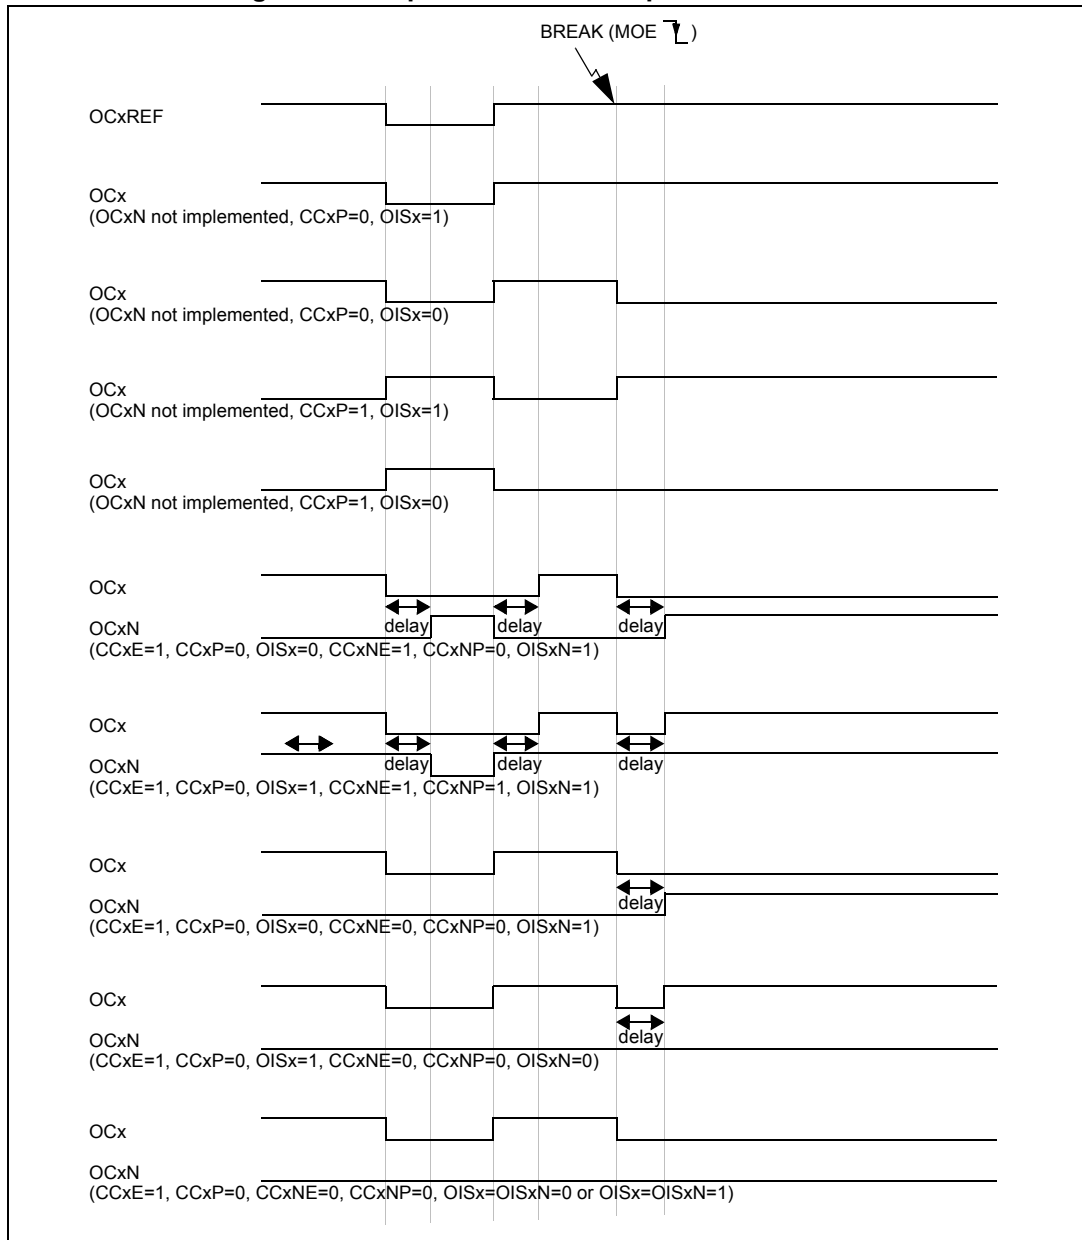 BREAK (MOE )
OCxREF
OCx
(OCxN not implemented, CCxP=0, OISx=1)
OCx
(OCxN not implemented, CCxP=0, OISx=0)
OCx
(OCxN not implemented, CCxP=1, OISx=1)
OCx
(OCxN not implemented, CCxP=1, OISx=0)
OCx
delay delay delay
OCxN
(CCxE=1, CCxP=0, OISx=0, CCxNE=1, CCxNP=0, OISxN=1)
OCx
delay delay delay
OCxN
(CCxE=1, CCxP=0, OISx=1, CCxNE=1, CCxNP=1, OISxN=1)
OCx
delay
OCxN
(CCxE=1, CCxP=0, OISx=0, CCxNE=0, CCxNP=0, OISxN=1)
OCx
delay
OCxN
(CCxE=1, CCxP=0, OISx=1, CCxNE=0, CCxNP=0, OISxN=0)
OCx
OCxN
(CCxE=1, CCxP=0, CCxNE=0, CCxNP=0, OISx=OISxN=0 or OISx=OISxN=1)